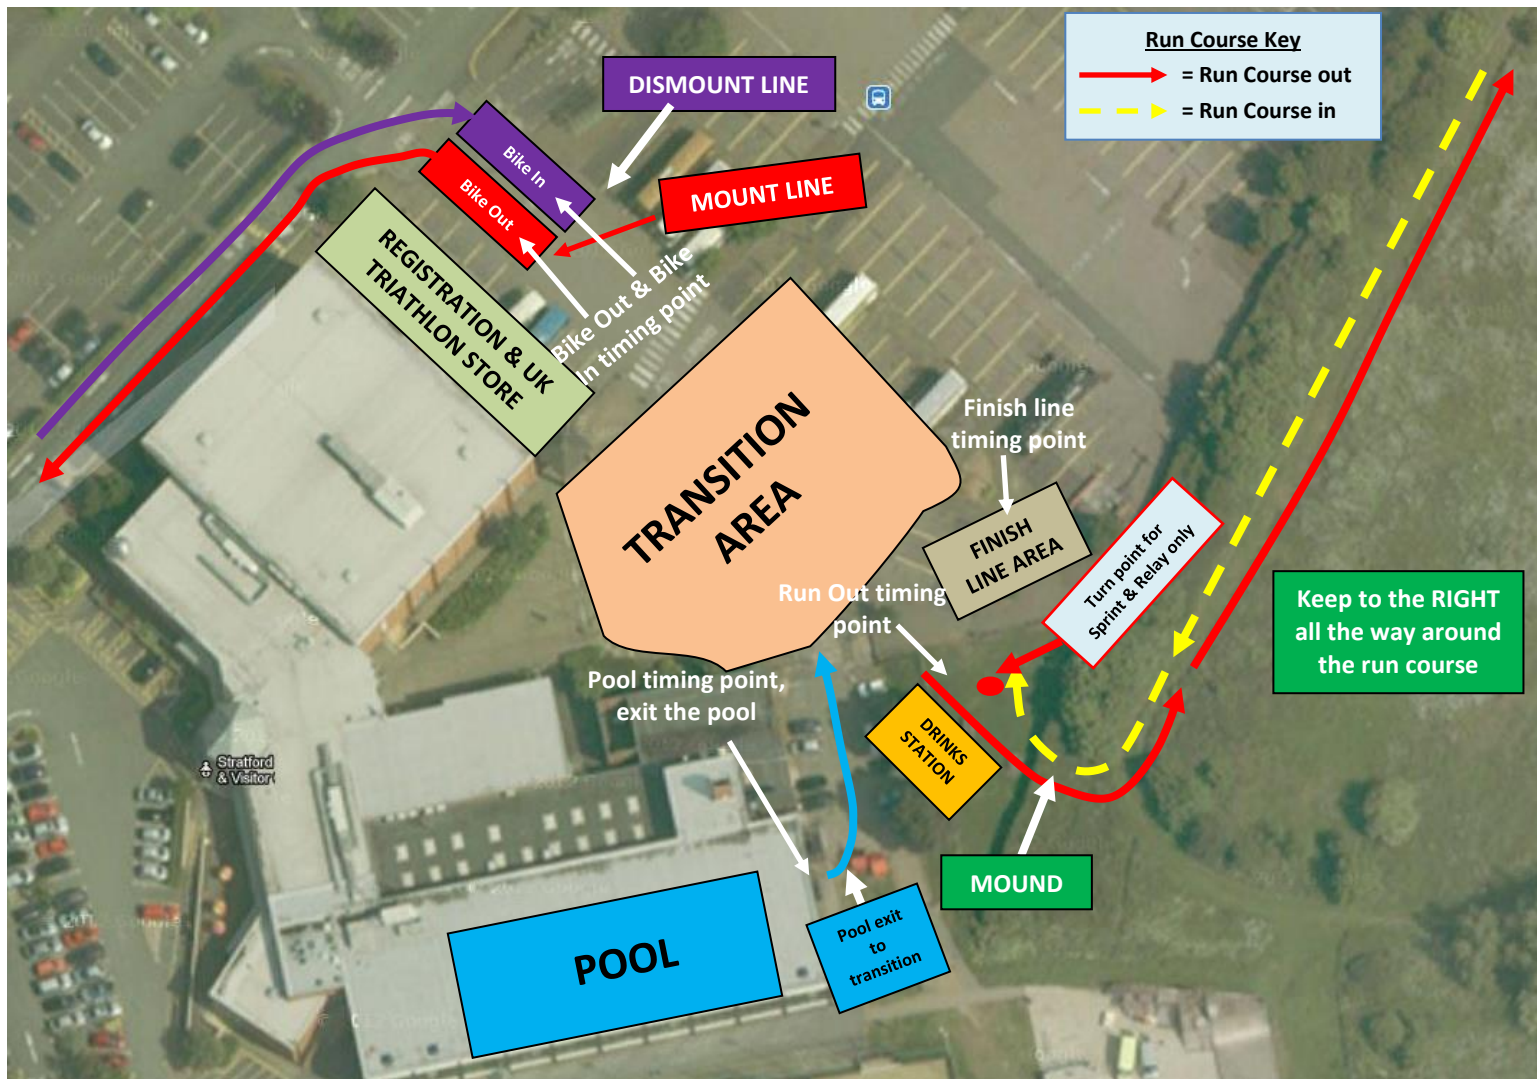 Run Course Key
= Run Course out
= Run Course in
DISMOUNT LINE
Bike In
Bike Out
MOUNT LINE
REGISTRATION & UK
TRIATHLON STORE
Bike Out & Bike
In timing point
TRANSITION
AREA
Finish line
timing point
FINISH
LINE AREA
Turn point for
Sprint & Relay only
Run Out timing
point
Keep to the RIGHT
all the way around
the run course
Pool timing point,
exit the pool
DRINKS
STATION
Stratford
& Visitor
MOUND
POOL
Pool exit
to
transition